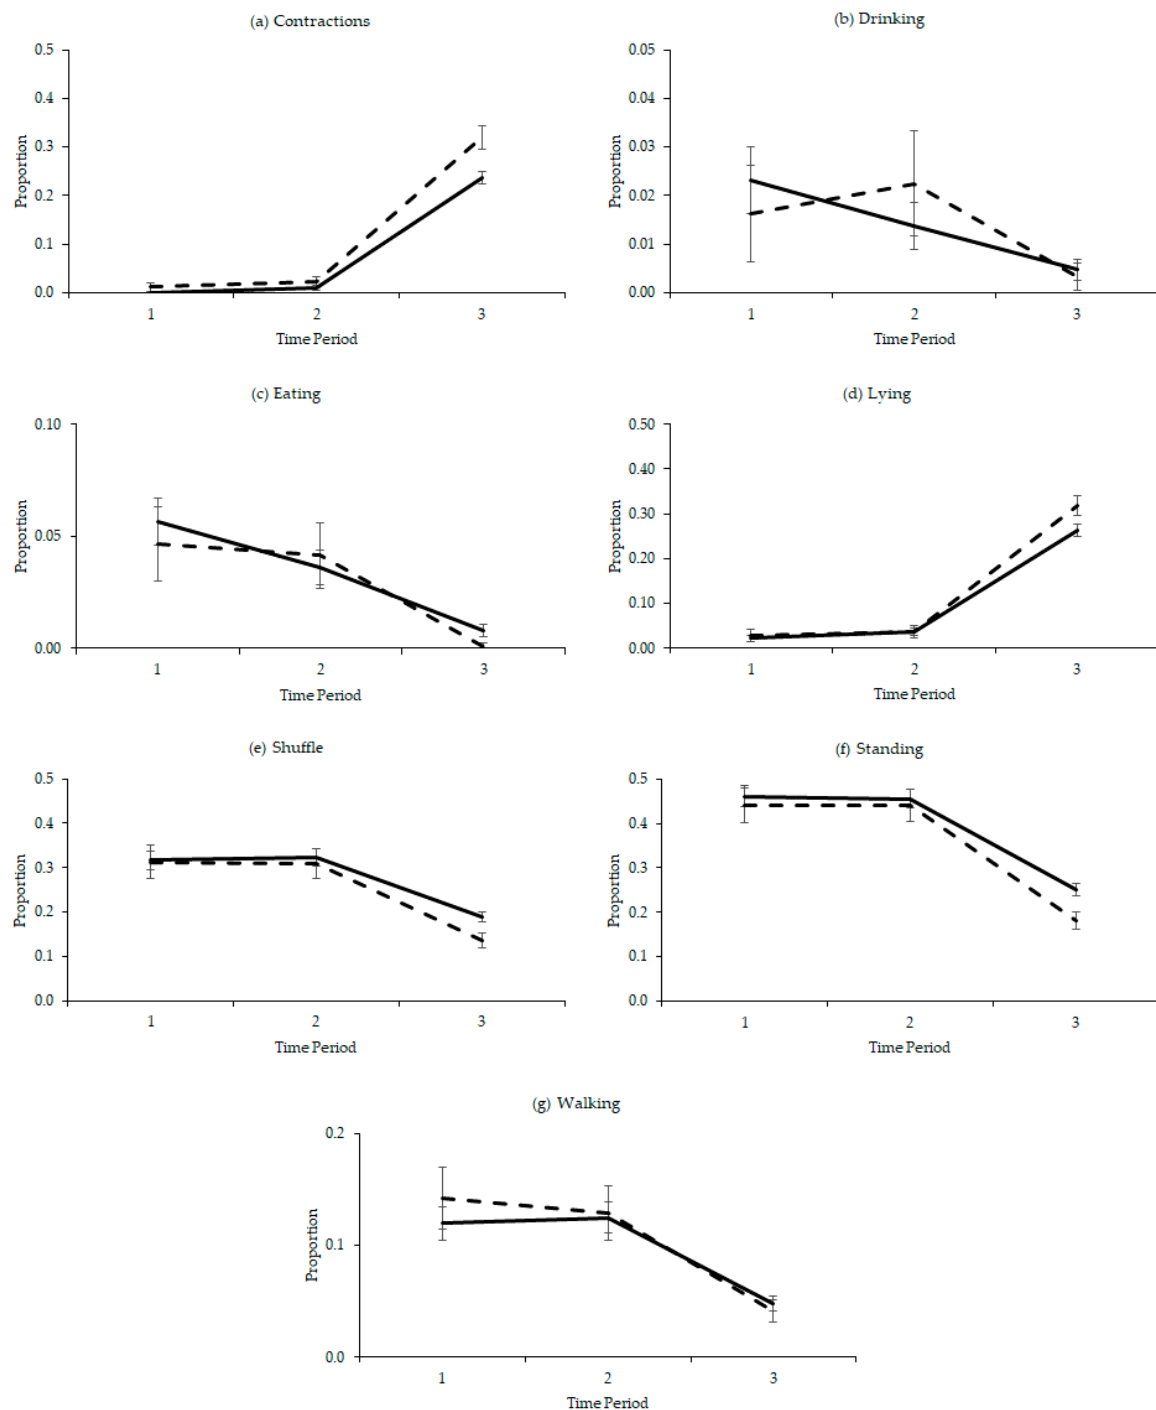 (a) Contractions
0.5
0.4
0.3
0.2
0.1
0.0
Proportion
1 2 3
Time Period
(b) Drinking
0.05
0.04
0.03
0.02
0.01
0.00
Proportion
1 2 3
Time Period
(c) Eating
0.10
0.05
0.00
Proportion
1 2 3
Time Period
(d) Lying
0.50
0.40
0.30
0.20
0.10
0.00
Proportion
1 2 3
Time Period
(e) Shuffle
0.5
0.4
0.3
0.2
0.1
0.0
Proportion
1 2 3
Time Period
(f) Standing
0.5
0.4
0.3
0.2
0.1
0.0
Proportion
1 2 3
Time Period
(g) Walking
0.2
0.1
0.0
Proportion
1 2 3
Time Period